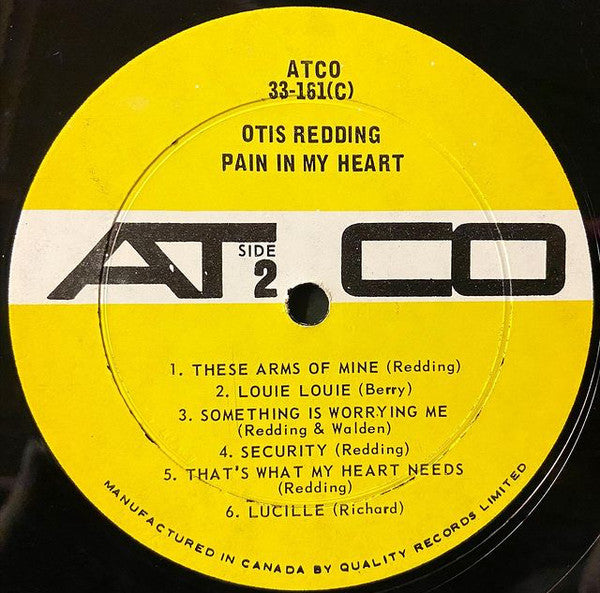 ATCO
33-161(C)
OTIS REDDING
PAIN IN MY HEART
ATCO
SIDE
2
1. THESE ARMS OF MINE (Redding)
2. LOUIE LOUIE (Berry)
3. SOMETHING IS WORRYING ME
(Redding & Walden)
4. SECURITY (Redding)
5. THAT'S WHAT MY HEART NEEDS
(Redding)
6. LUCILLE (Richard)
MANUFACTURED IN CANADA BY QUALITY RECORDS LIMITED